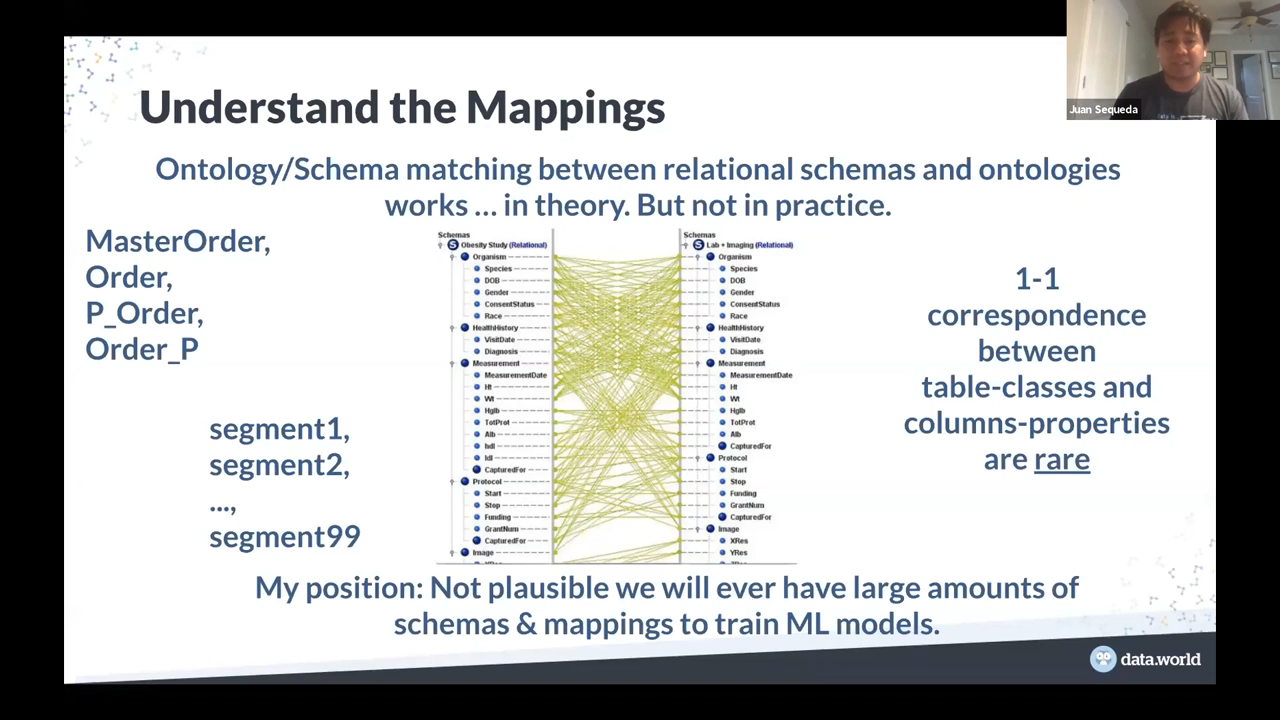 Juan Sequeda
Understand the Mappings
Ontology/Schema matching between relational schemas and ontologies
works ... in theory. But not in practice.
MasterOrder,
Order,
P_Order,
Order_P
segment1,
segment2,
...,
segment99
Schemas
Obesity Study (Relational)
Organism
Species
DOB
Gender
ConsentStatus
Race
HealthHistory
VisitDate
Diagnosis
Measurement
MeasurementDate
Ht
Wt
Hglb
TotProt
Alb
hdl
ldl
CapturedFor
Protocol
Start
Stop
Funding
GrantNum
CapturedFor
Image
Schemas
Lab + Imaging (Relational)
Organism
Species
DOB
Gender
ConsentStatus
Race
HealthHistory
VisitDate
Diagnosis
Measurement
MeasurementDate
Ht
Wt
Hglb
TotProt
Alb
CapturedFor
Protocol
Start
Stop
Funding
GrantNum
CapturedFor
Image
XRes
YRes
1-1
correspondence
between
table-classes and
columns-properties
are rare
My position: Not plausible we will ever have large amounts of
schemas & mappings to train ML models.
data.world